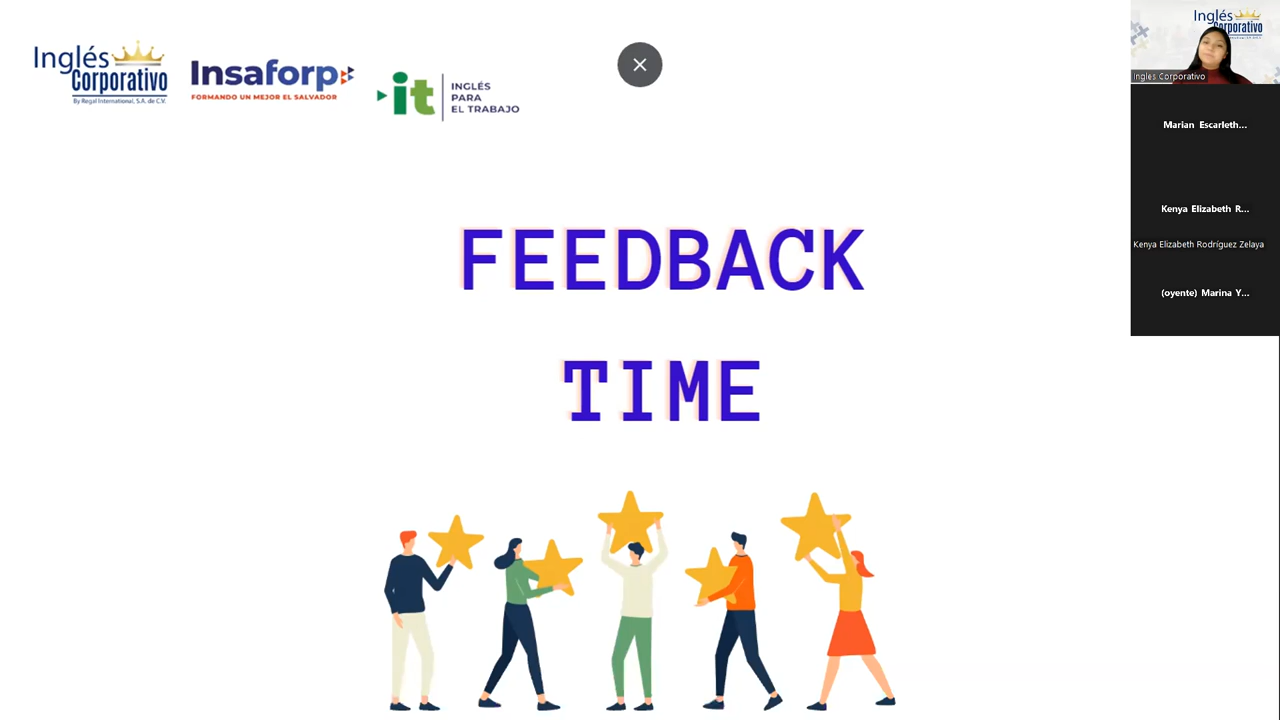 Inglés
Corporativo
By Regal International, S.A. de C.V.
Insaforp
FORMANDO UN MEJOR EL SALVADOR
it
INGLÉS
PARA
EL TRABAJO
FEEDBACK
TIME
Inglés
Corporativo
Ingles Corporativo
Marian Escarleth...
Kenya Elizabeth R...
Kenya Elizabeth Rodríguez Zelaya
(oyente) Marina Y...